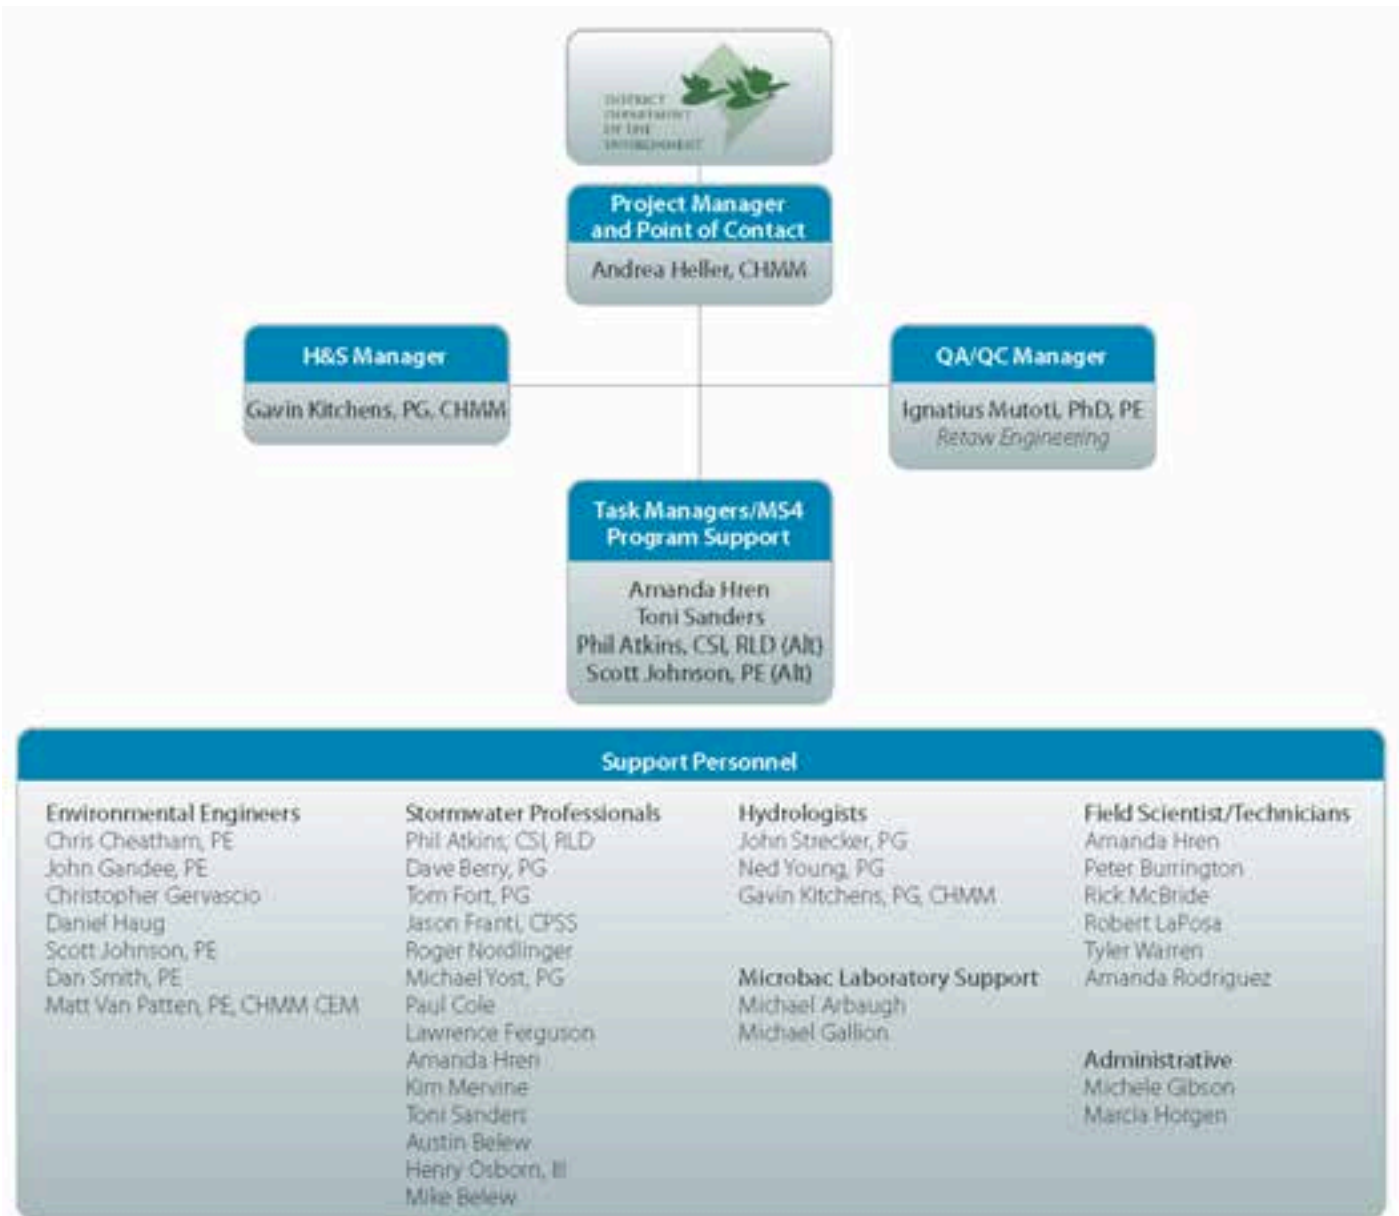 DISTRICT
DEPARTMENT
OF THE
ENVIRONMENT
Project Manager
and Point of Contact
Andrea Heller, CHMM
H&S Manager
Gavin Kitchens, PG, CHMM
QA/QC Manager
Ignatius Mutoti, PhD, PE
Retaw Engineering
Task Managers/MS4
Program Support
Amanda Hren
Toni Sanders
Phil Atkins, CSI, RLD (Alt)
Scott Johnson, PE (Alt)
Support Personnel
Environmental Engineers
Chris Cheatham, PE
John Gandee, PE
Christopher Gervascio
Daniel Haug
Scott Johnson, PE
Dan Smith, PE
Matt Van Patten, PE, CHMM CEM
Stormwater Professionals
Phil Atkins, CSI, RLD
Dave Berry, PG
Tom Fort, PG
Jason Franti, CPSS
Roger Nordlinger
Michael Yost, PG
Paul Cole
Lawrence Ferguson
Amanda Hren
Kim Mervine
Toni Sanders
Austin Belew
Henry Osborn, III
Mike Belew
Hydrologists
John Strecker, PG
Ned Young, PG
Gavin Kitchens, PG, CHMM
Microbac Laboratory Support
Michael Arbaugh
Michael Gallion
Field Scientist/Technicians
Amanda Hren
Peter Burrington
Rick McBride
Robert LaPosa
Tyler Warren
Amanda Rodriguez
Administrative
Michele Gibson
Marcia Horgen